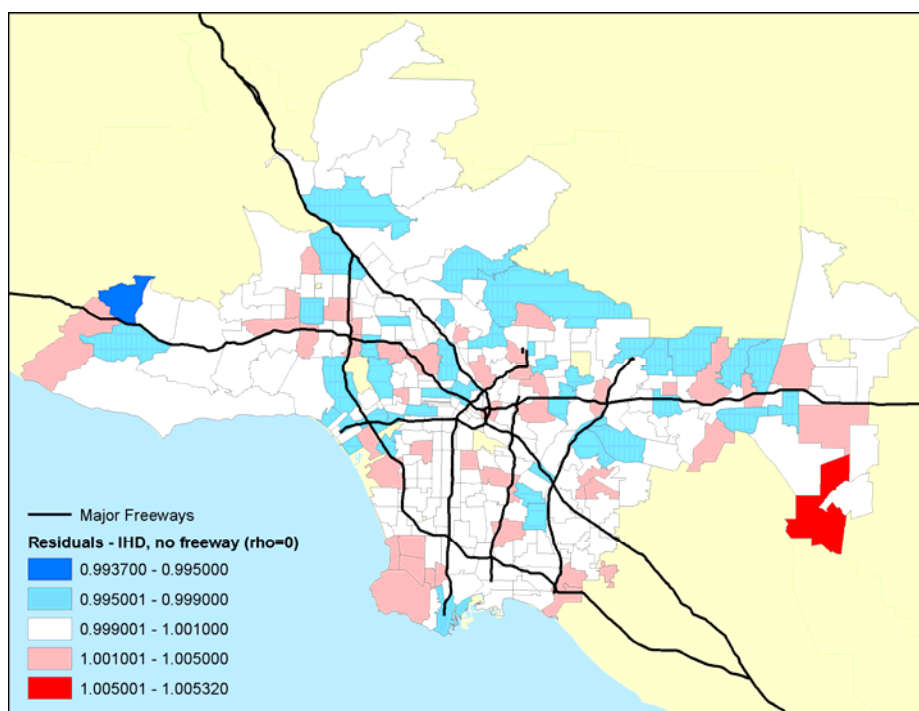 Major Freeways
Residuals - IHD, no freeway (rho=0)
0.993700 - 0.995000
0.995001 - 0.999000
0.999001 - 1.001000
1.001001 - 1.005000
1.005001 - 1.005320